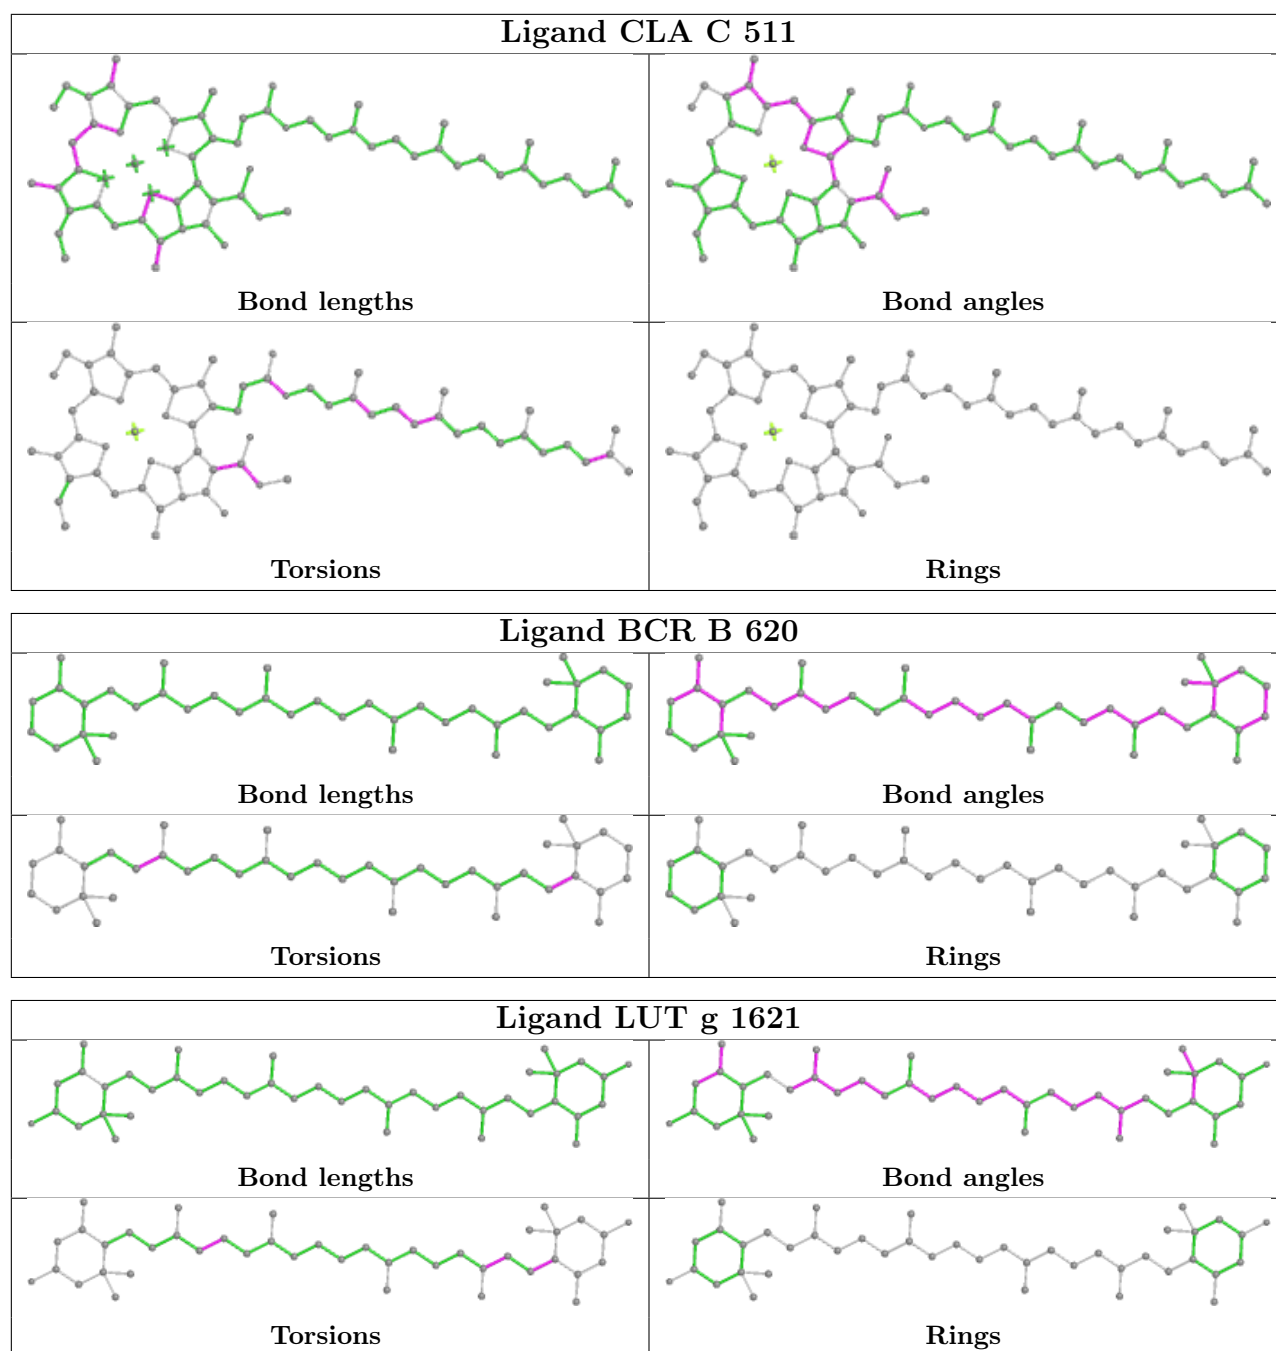 Ligand CLA C 511
Bond lengths
Bond angles
Torsions
Rings
Ligand BCR B 620
Bond lengths
Bond angles
Torsions
Rings
Ligand LUT g 1621
Bond lengths
Bond angles
Torsions
Rings